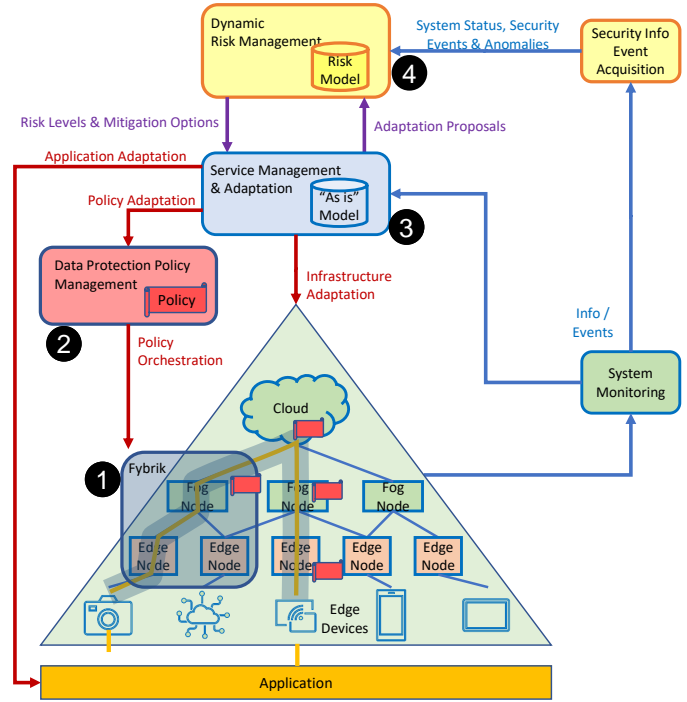 Dynamic
Risk Management
Risk
Model
4
System Status, Security
Events & Anomalies
Security Info
Event
Acquisition
Risk Levels & Mitigation Options
Adaptation Proposals
Application Adaptation
Service Management
& Adaptation
"As is"
Model
3
Policy Adaptation
Data Protection Policy
Management
Policy
2
Infrastructure
Adaptation
Info /
Events
Policy
Orchestration
System
Monitoring
Cloud
1
Fybrik
Fog
Node
Fog
Node
Fog
Node
Edge
Node
Edge
Node
Edge
Node
Edge
Node
Edge
Node
Edge
Devices
Application